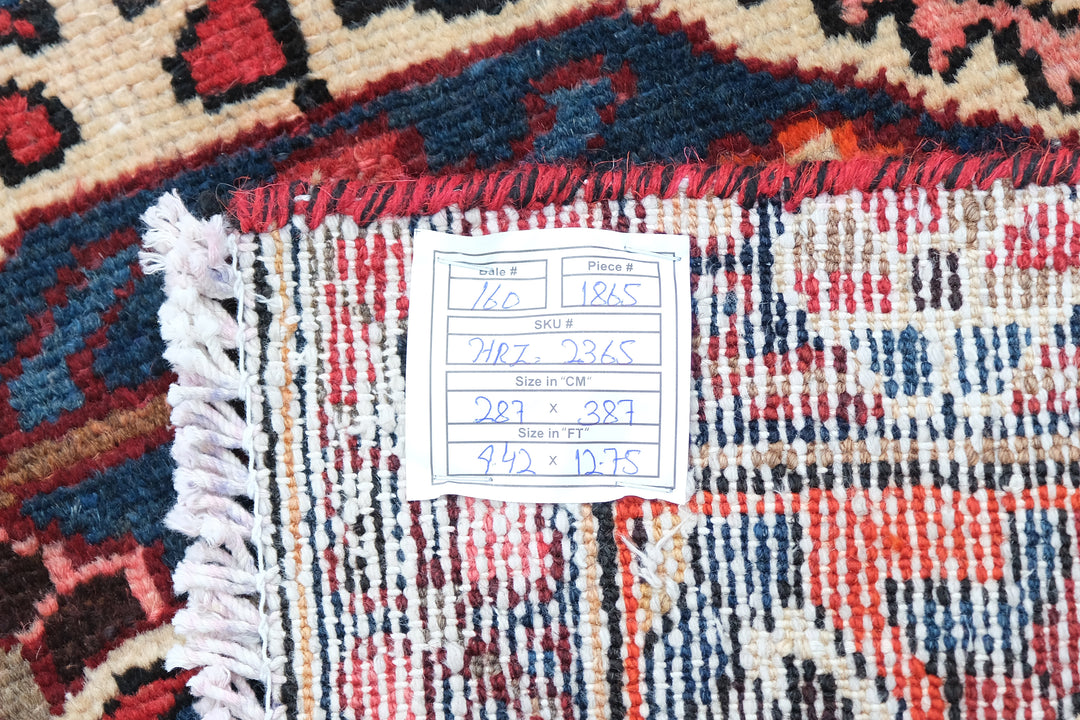 Bale # Piece #
160 1865
SKU #
HRZ- 2365
Size in "CM"
287 x 387
Size in "FT"
9.42 x 12.75